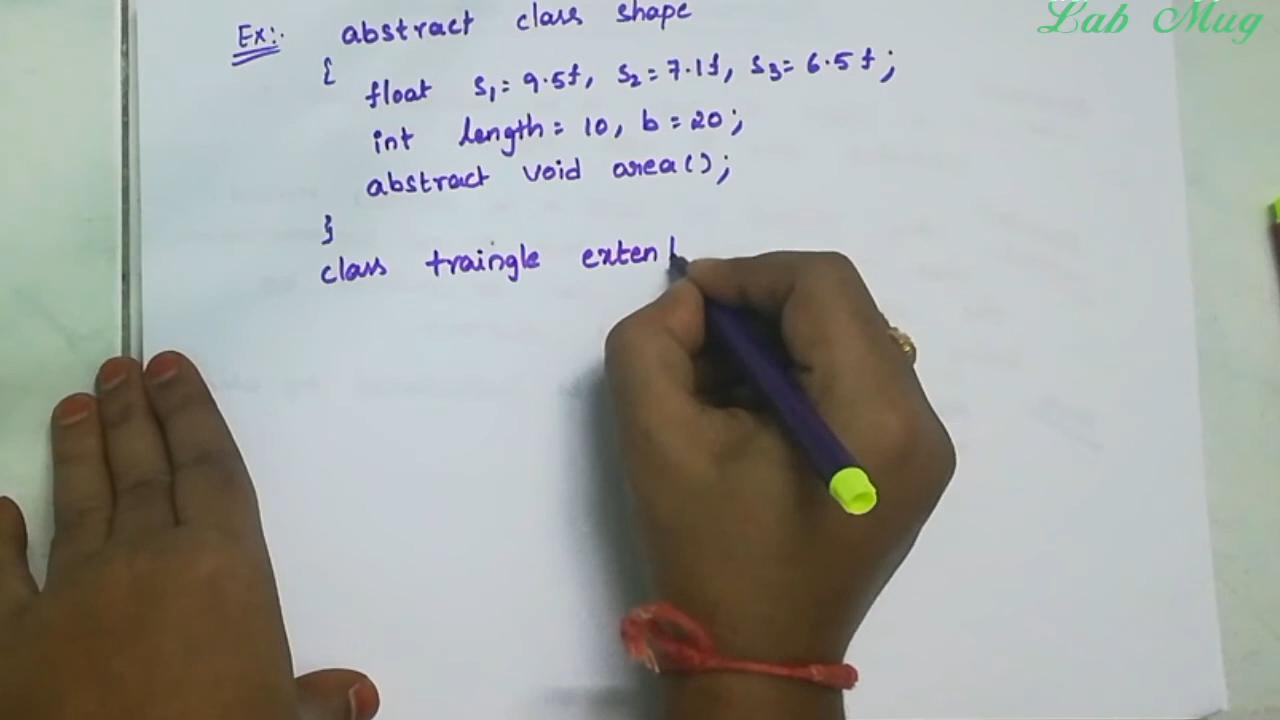 Lab Mug
Ex:. abstract class shape
{
float s₁= 9.5f, s₂= 7.1f, s₃= 6.5f;
int length= 10, b=20;
abstract void area();
}
class traingle exten